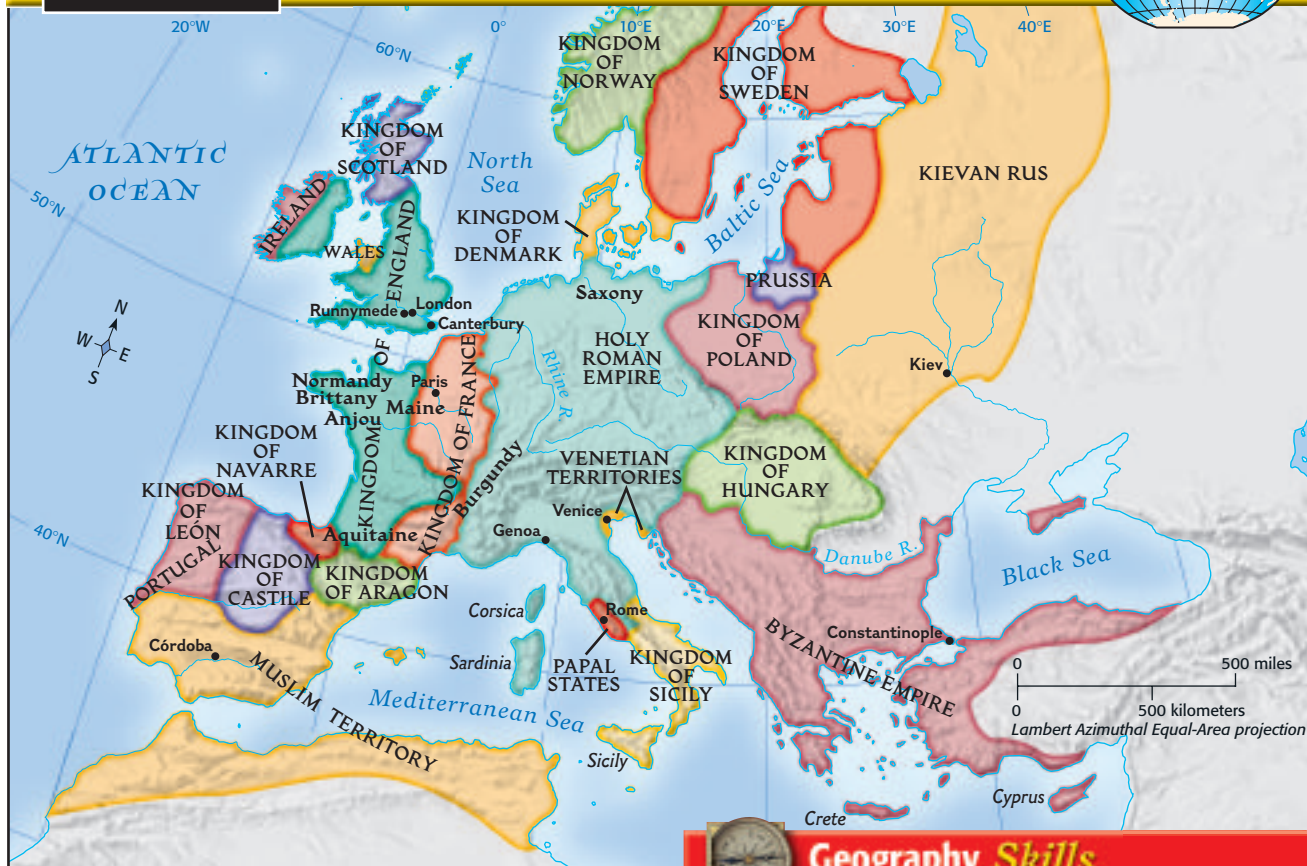 20°W
60°N
0°
10°E
20°E
30°E
40°E
50°N
40°N
ATLANTIC
OCEAN
North
Sea
Baltic Sea
KINGDOM
OF
NORWAY
KINGDOM
OF
SWEDEN
KINGDOM
OF
SCOTLAND
IRELAND
WALES
KINGDOM OF ENGLAND
Runnymede
London
Canterbury
KINGDOM
OF
DENMARK
KIEVAN RUS
Kiev
PRUSSIA
Saxony
HOLY
ROMAN
EMPIRE
Rhine R.
KINGDOM
OF
POLAND
N
W
E
S
Normandy
Brittany
Anjou
Maine
Paris
KINGDOM OF FRANCE
Burgundy
Aquitaine
KINGDOM
OF
NAVARRE
KINGDOM
OF
LEÓN
PORTUGAL
KINGDOM
OF
CASTILE
KINGDOM
OF ARAGON
VENETIAN
TERRITORIES
Venice
Genoa
KINGDOM
OF
HUNGARY
Danube R.
Black Sea
Corsica
Sardinia
Rome
PAPAL
STATES
KINGDOM
OF
SICILY
Sicily
BYZANTINE EMPIRE
Constantinople
Córdoba
MUSLIM TERRITORY
Mediterranean Sea
Crete
Cyprus
0
500 miles
0
500 kilometers
Lambert Azimuthal Equal-Area projection
Geography Skills